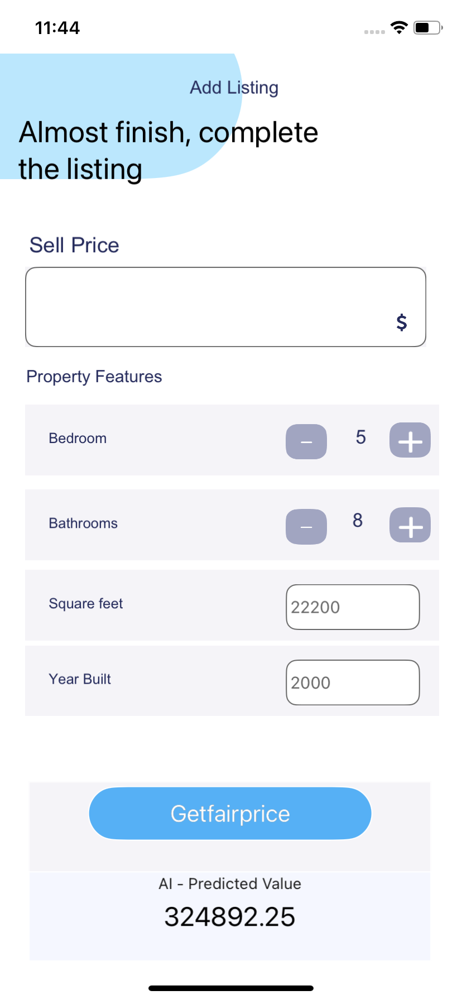 11:44
Add Listing
Almost finish, complete
the listing
Sell Price
$
Property Features
Bedroom
5
Bathrooms
8
Square feet
22200
Year Built
2000
Getfairprice
AI - Predicted Value
324892.25